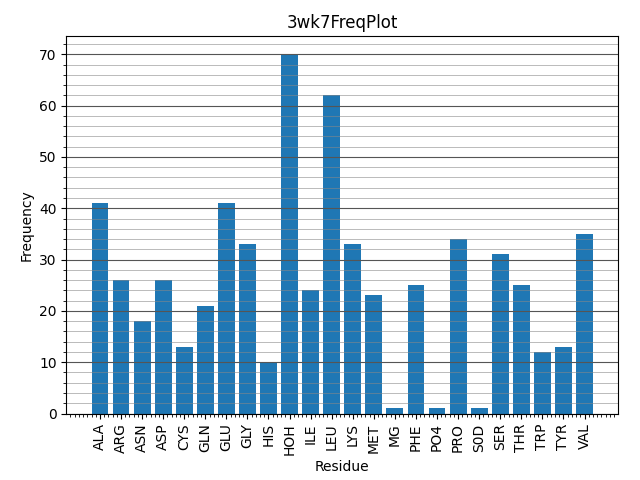 3wk7FreqPlot
Frequency
70
60
50
40
30
20
10
0
ALA
ARG
ASN
ASP
CYS
GLN
GLU
GLY
HIS
HOH
ILE
LEU
LYS
MET
MG
PHE
PO4
PRO
S0D
SER
THR
TRP
TYR
VAL
Residue